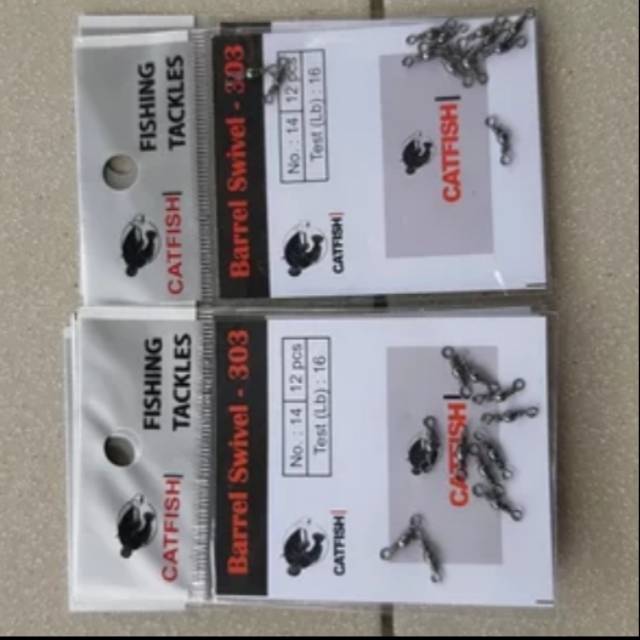 FISHING
TACKLES
CATFISH
Barrel Swivel - 303
No. : 14 12 pcs
Test (Lb) : 16
CATFISH
CATFISH
FISHING
TACKLES
CATFISH
Barrel Swivel - 303
No. : 14 12 pcs
Test (Lb) : 16
CATFISH
CATFISH